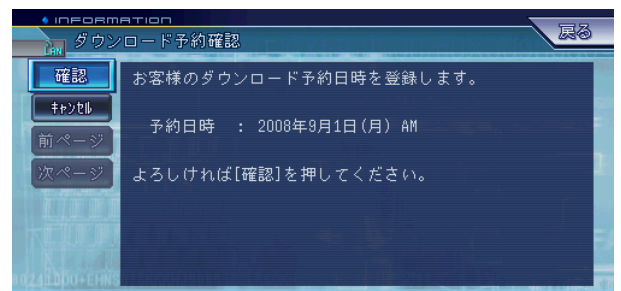 INFORMATION
LAN ダウンロード予約確認
戻る
確認
お客様のダウンロード予約日時を登録します。
キャンセル
予約日時 : 2008年9月1日(月) AM
前ページ
次ページ
よろしければ[確認]を押してください。